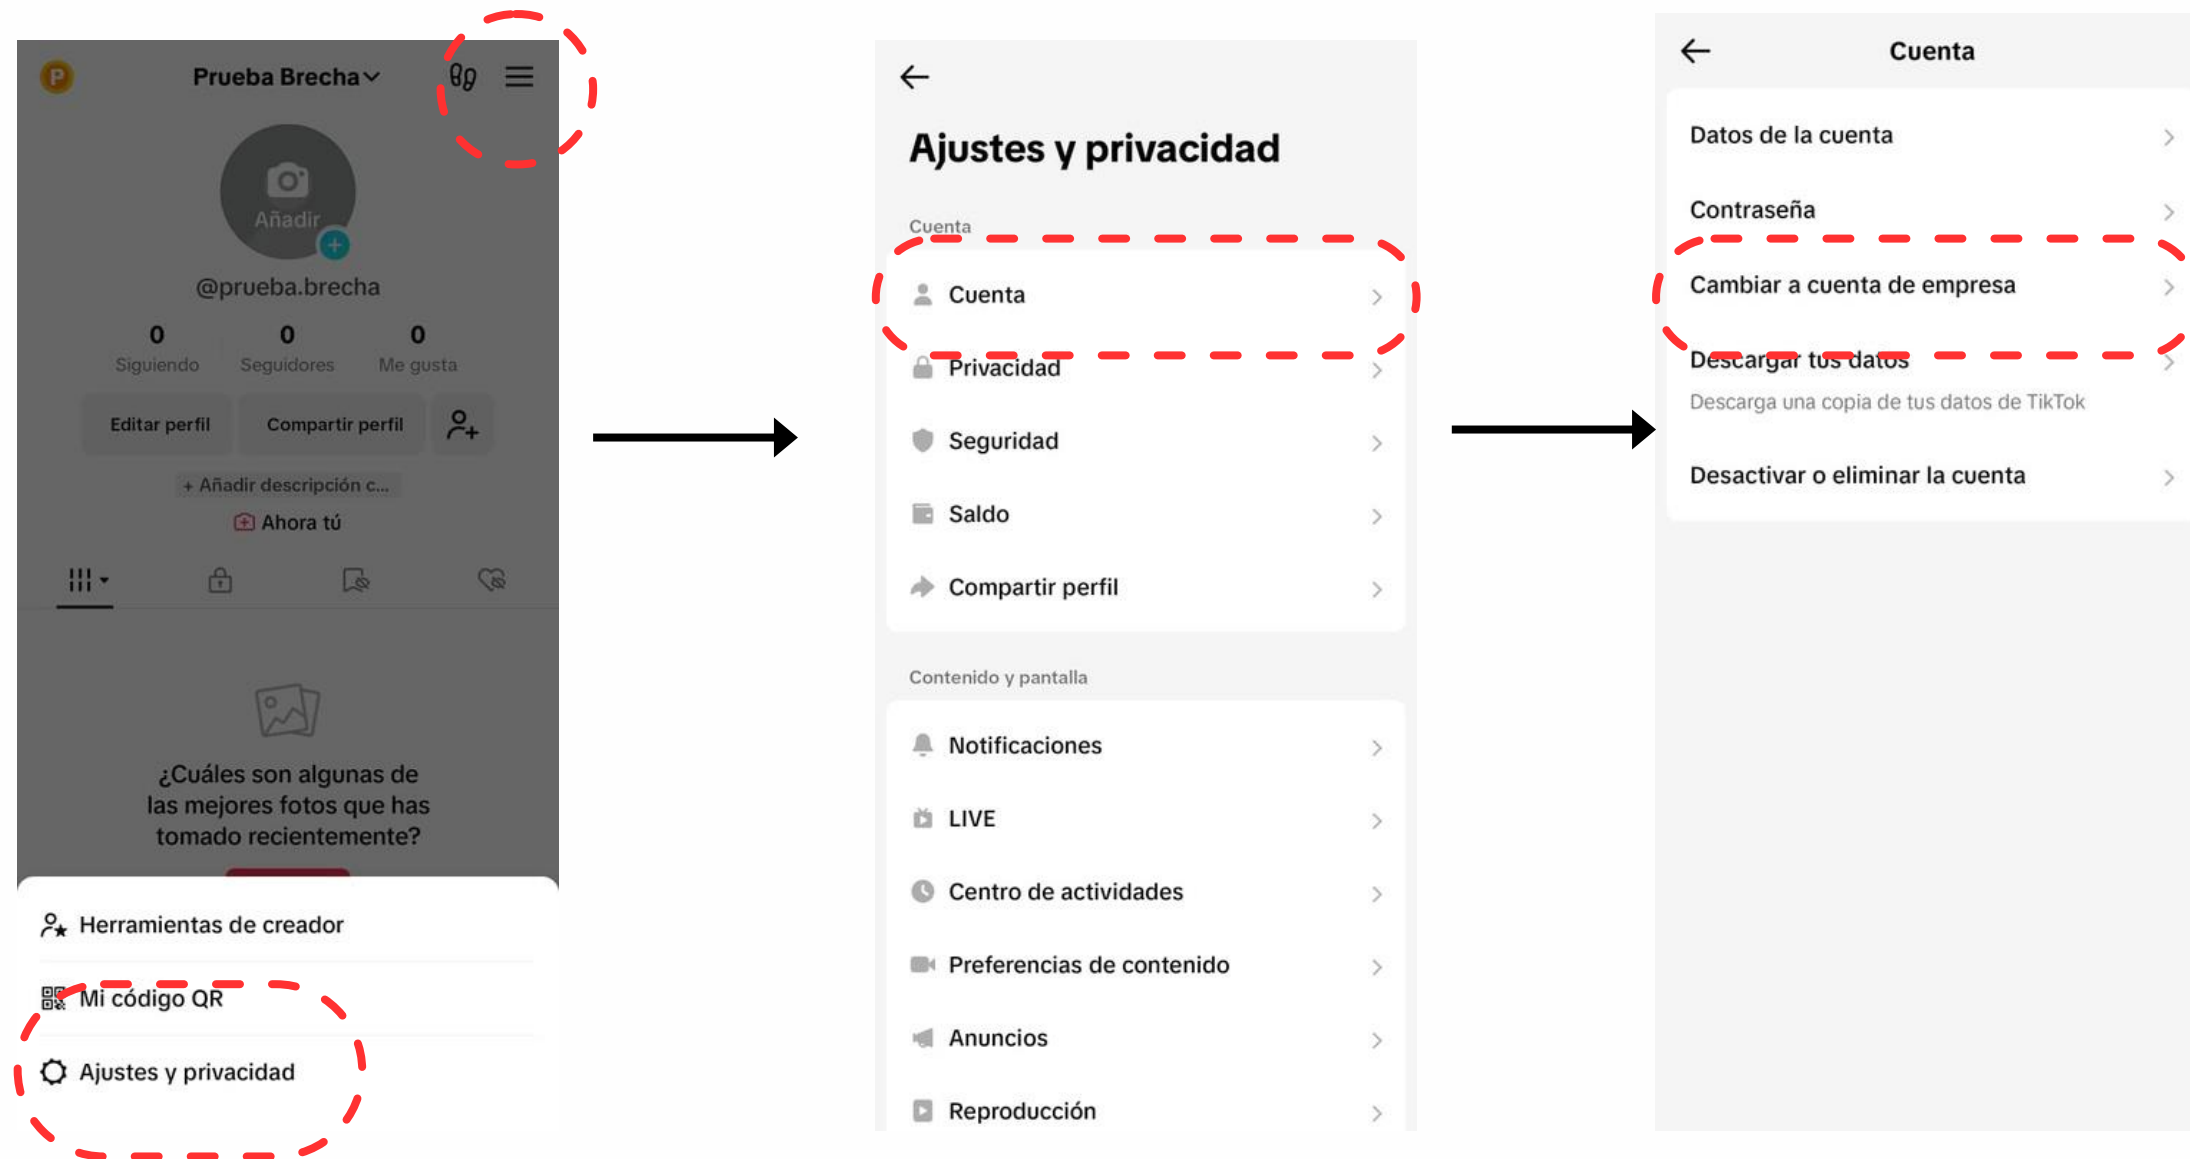 P
Prueba Brecha
Añadir
@prueba.brecha
0 0 0
Siguiendo Seguidores Me gusta
Editar perfil Compartir perfil
+ Añadir descripción c...
Ahora tú
¿Cuáles son algunas de
las mejores fotos que has
tomado recientemente?
Herramientas de creador
Mi código QR
Ajustes y privacidad
Ajustes y privacidad
Cuenta
Cuenta
Privacidad
Seguridad
Saldo
Compartir perfil
Contenido y pantalla
Notificaciones
LIVE
Centro de actividades
Preferencias de contenido
Anuncios
Reproducción
Cuenta
Datos de la cuenta
Contraseña
Cambiar a cuenta de empresa
Descargar tus datos
Descarga una copia de tus datos de TikTok
Desactivar o eliminar la cuenta